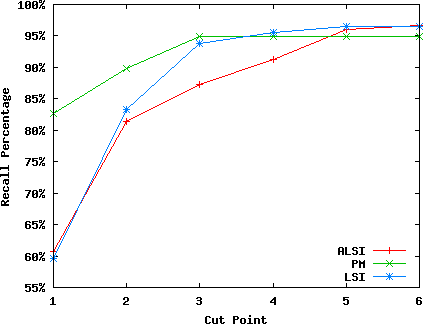 100%
95%
90%
85%
80%
75%
70%
65%
60%
55%
Recall Percentage
ALSI
PM
LSI
1 2 3 4 5 6
Cut Point